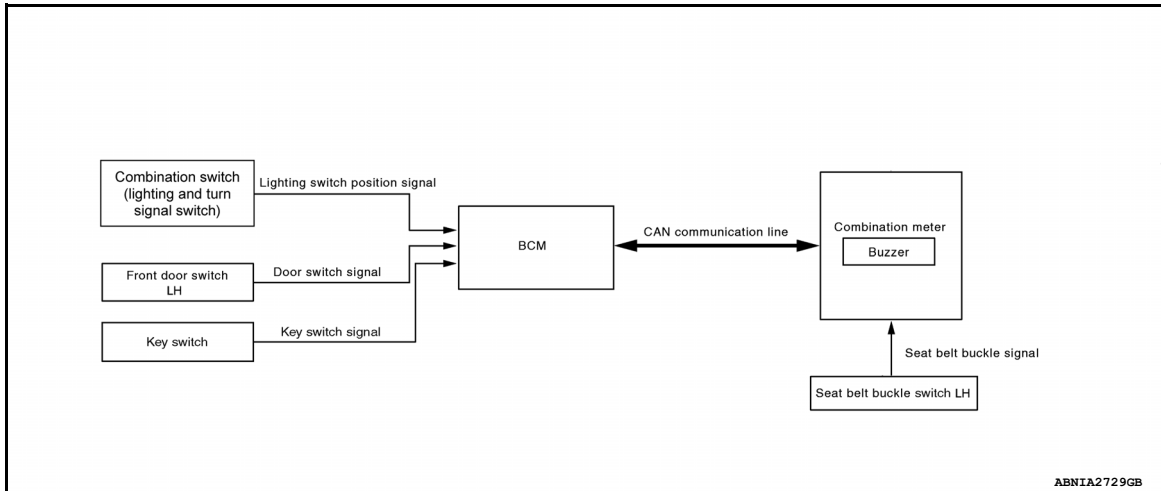 Combination switch
(lighting and turn
signal switch)
Lighting switch position signal
Front door switch
LH
Door switch signal
Key switch
Key switch signal
BCM
CAN communication line
Combination meter
Buzzer
Seat belt buckle signal
Seat belt buckle switch LH
ABNIA2729GB